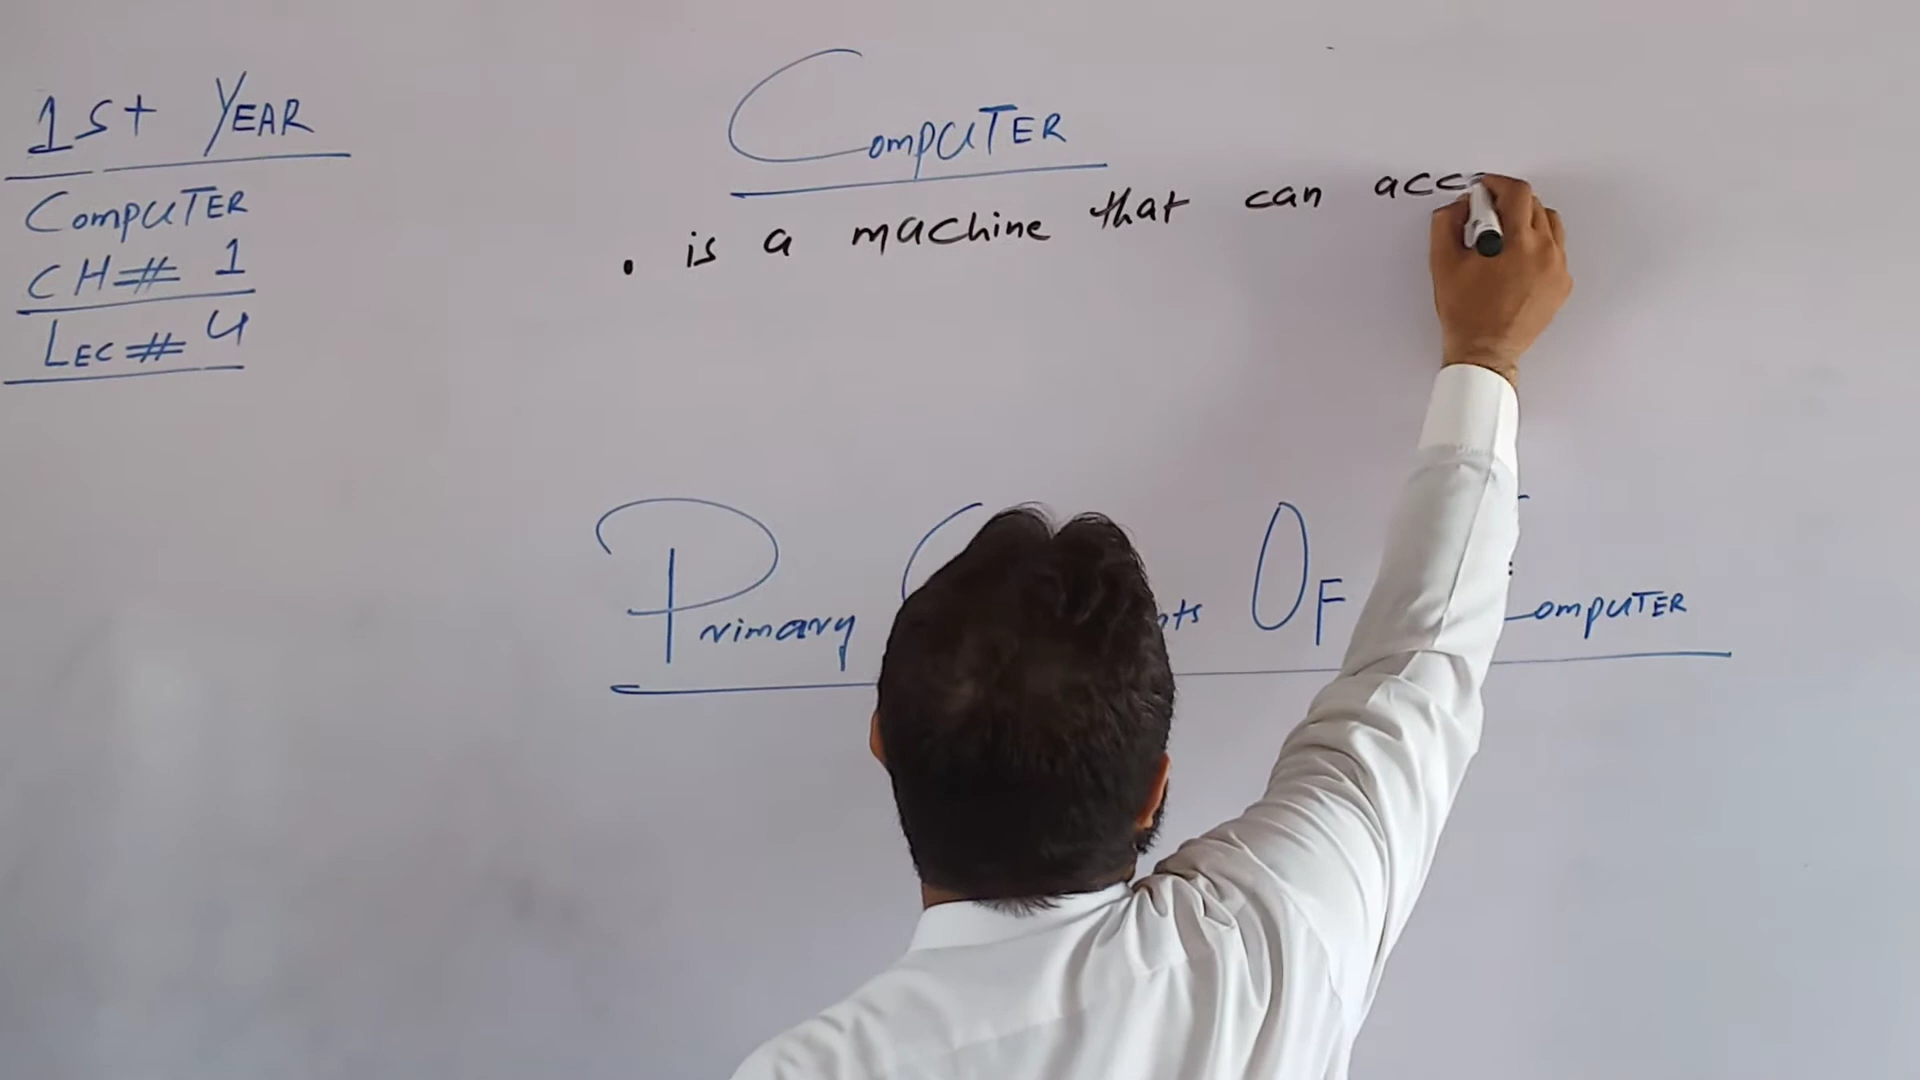 1st YEAR
COMPUTER
CH# 1
LEC# 4
COMPUTER
• is a machine that can
Primary OF COMPUTER